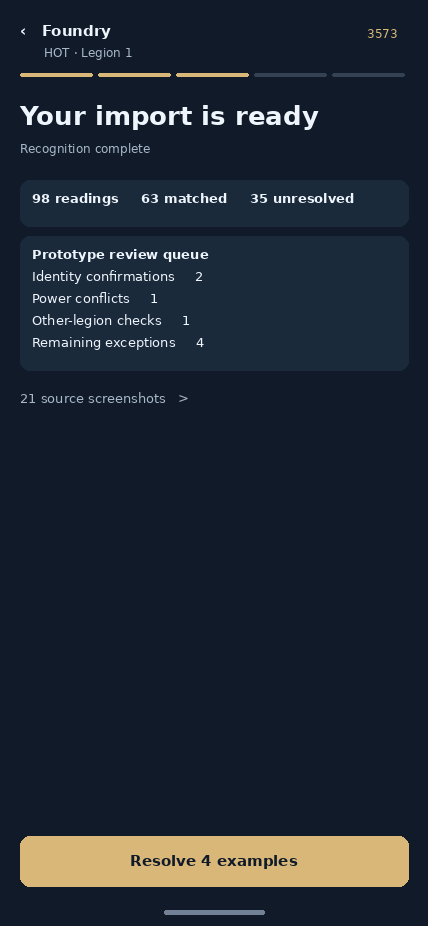 ‹ Foundry
3573
HOT · Legion 1
Your import is ready
Recognition complete
98 readings 63 matched 35 unresolved
Prototype review queue
Identity confirmations 2
Power conflicts 1
Other-legion checks 1
Remaining exceptions 4
21 source screenshots >
Resolve 4 examples